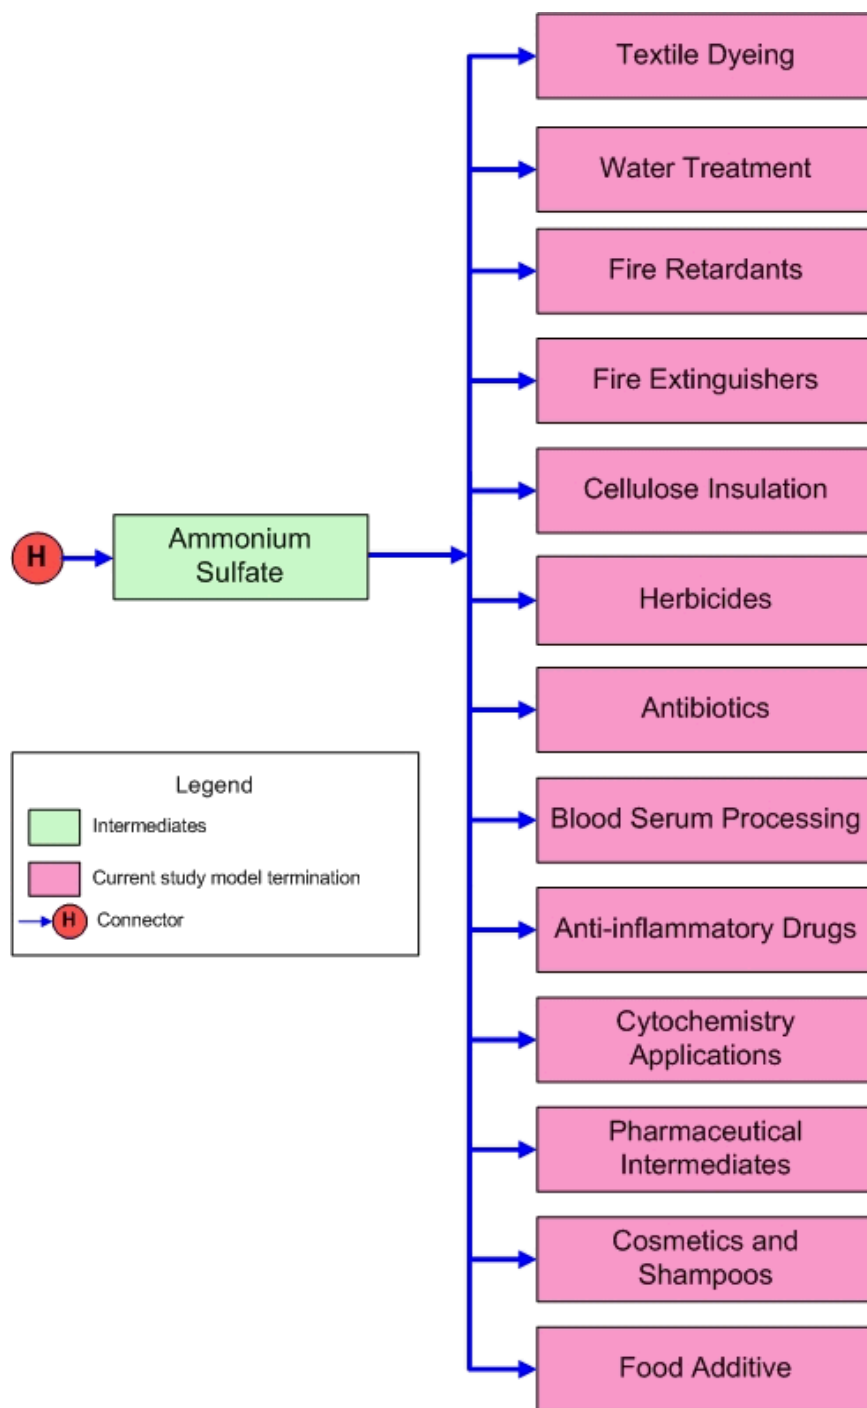 Textile Dyeing
Water Treatment
Fire Retardants
Fire Extinguishers
Cellulose Insulation
H
Ammonium
Sulfate
Herbicides
Antibiotics
Legend
Intermediates
Current study model termination
H Connector
Blood Serum Processing
Anti-inflammatory Drugs
Cytochemistry
Applications
Pharmaceutical
Intermediates
Cosmetics and
Shampoos
Food Additive